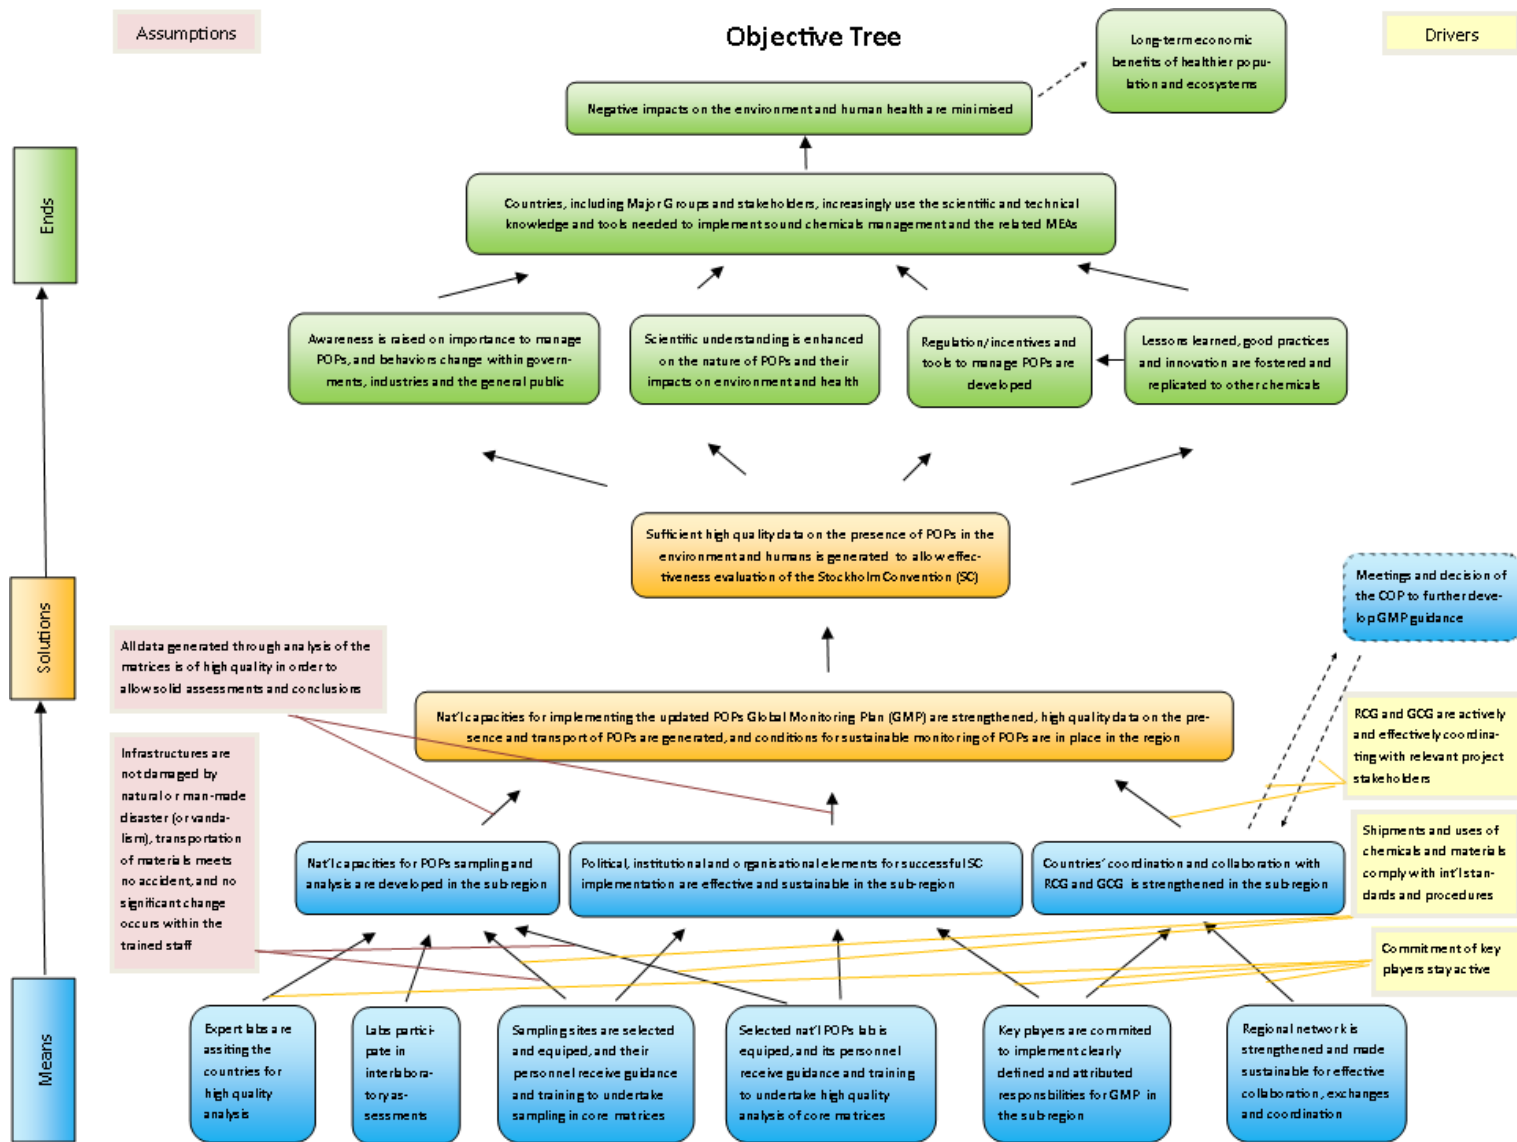 Assumptions
Objective Tree
Drivers
Long-term economic
benefits of healthier popu-
lation and ecosystems
Negative impacts on the environment and human health are minimised
Ends
Countries, including Major Groups and stakeholders, increasingly use the scientific and technical
knowledge and tools needed to implement sound chemicals management and the related MEAs
Awareness is raised on importance to manage
POPs, and behaviors change within govern-
ments, industries and the general public
Scientific understanding is enhanced
on the nature of POPs and their
impacts on environment and health
Regulation/incentives and
tools to manage POPs are
developed
Lessons learned, good practices
and innovation are fostered and
replicated to other chemicals
Sufficient high quality data on the presence of POPs in the
environment and humans is generated to allow effec-
tiveness evaluation of the Stockholm Convention (SC)
Meetings and decision of
the COP to further deve-
lop GMP guidance
Solutions
All data generated through analysis of the
matrices is of high quality in order to
allow solid assessments and conclusions
Nat'l capacities for implementing the updated POPs Global Monitoring Plan (GMP) are strengthened, high quality data on the pre-
sence and transport of POPs are generated, and conditions for sustainable monitoring of POPs are in place in the region
RCG and GCG are actively
and effectively coordina-
ting with relevant project
stakeholders
Infrastructures are
not damaged by
natural or man-made
disaster (or vanda-
lism), transportation
of materials meets
no accident, and no
significant change
occurs within the
trained staff
Nat'l capacities for POPs sampling and
analysis are developed in the sub-region
Political, institutional and organisational elements for successful SC
implementation are effective and sustainable in the sub-region
Countries' coordination and collaboration with
RCG and GCG is strengthened in the sub-region
Shipments and uses of
chemicals and materials
comply with int'l stan-
dards and procedures
Commitment of key
players stay active
Means
Expert labs are
assiting the
countries for
high quality
analysis
Labs partici-
pate in
interlabora-
tory as-
sessments
Sampling sites are selected
and equiped, and their
personnel receive guidance
and training to undertake
sampling in core matrices
Selected nat'l POPs lab is
equiped, and its personnel
receive guidance and training
to undertake high quality
analysis of core matrices
Key players are commited
to implement clearly
defined and attributed
responsbilities for GMP in
the sub-region
Regional network is
strengthened and made
sustainable for effective
collaboration, exchanges
and coordination